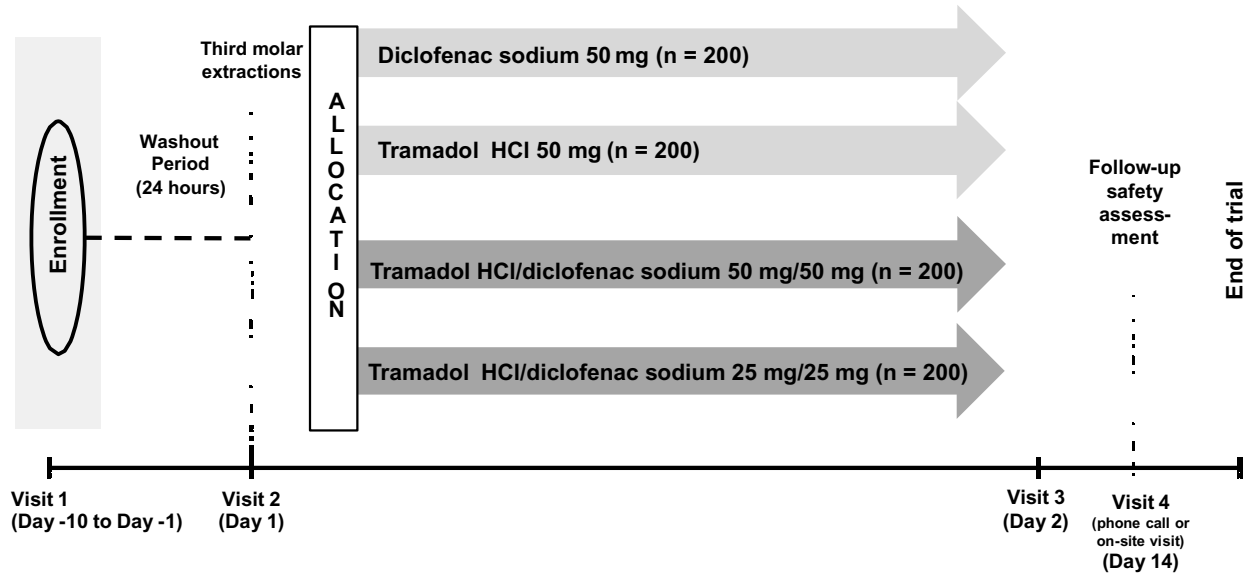 Enrollment
Washout
Period
(24 hours)
Third molar
extractions
ALLOCATION
Diclofenac sodium 50 mg (n = 200)
Tramadol HCl 50 mg (n = 200)
Tramadol HCl/diclofenac sodium 50 mg/50 mg (n = 200)
Tramadol HCl/diclofenac sodium 25 mg/25 mg (n = 200)
Follow-up
safety
assess-
ment
End of trial
Visit 1
(Day -10 to Day -1)
Visit 2
(Day 1)
Visit 3
(Day 2)
Visit 4
(phone call or
on-site visit)
(Day 14)